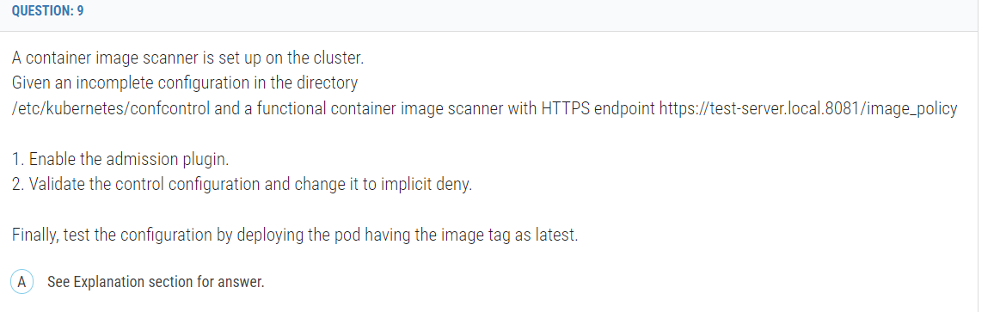 QUESTION: 9
A container image scanner is set up on the cluster.
Given an incomplete configuration in the directory
/etc/kubernetes/confcontrol and a functional container image scanner with HTTPS endpoint https://test-server.local.8081/image_policy
1. Enable the admission plugin.
2. Validate the control configuration and change it to implicit deny.
Finally, test the configuration by deploying the pod having the image tag as latest.
A See Explanation section for answer.